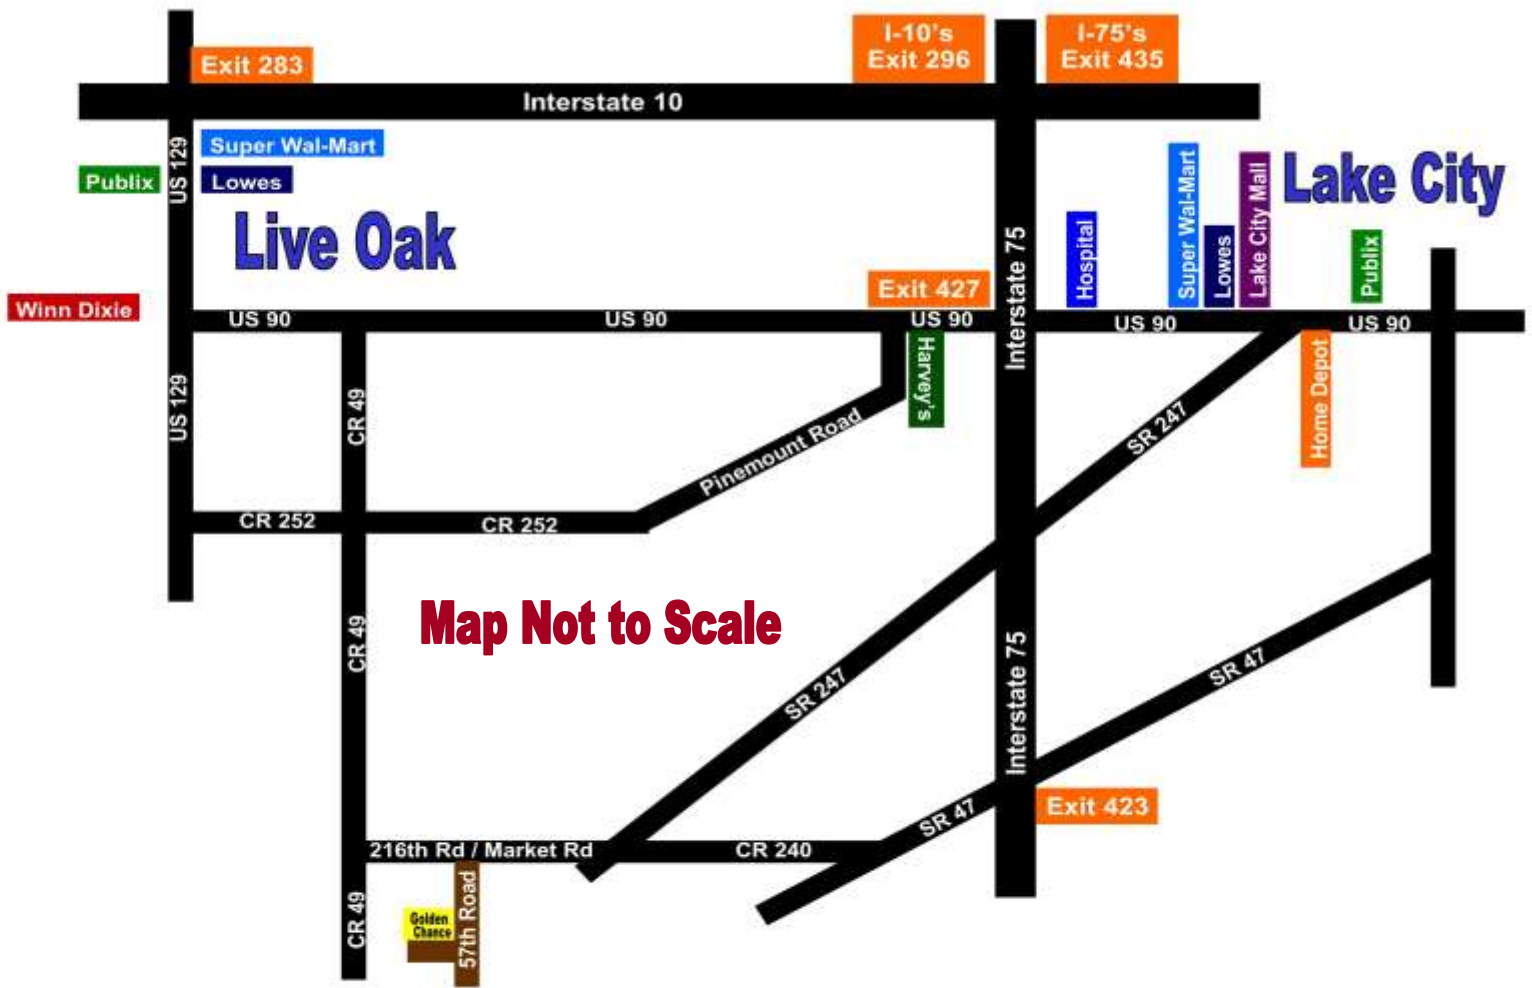 I-10's
Exit 296
I-75's
Exit 435
Exit 283
Interstate 10
US 129
Super Wal-Mart
Publix
Lowes
Live Oak
Lake City
Hospital
Super Wal-Mart
Lowes
Lake City Mall
Publix
Interstate 75
Exit 427
Winn Dixie
US 90
US 90
US 90
US 90
US 90
Harvey's
Home Depot
US 129
CR 49
Pinemount Road
SR 247
CR 252
CR 252
Map Not to Scale
CR 49
SR 247
Interstate 75
SR 47
Exit 423
SR 47
216th Rd / Market Rd
CR 240
CR 49
Golden
Chance
57th Road